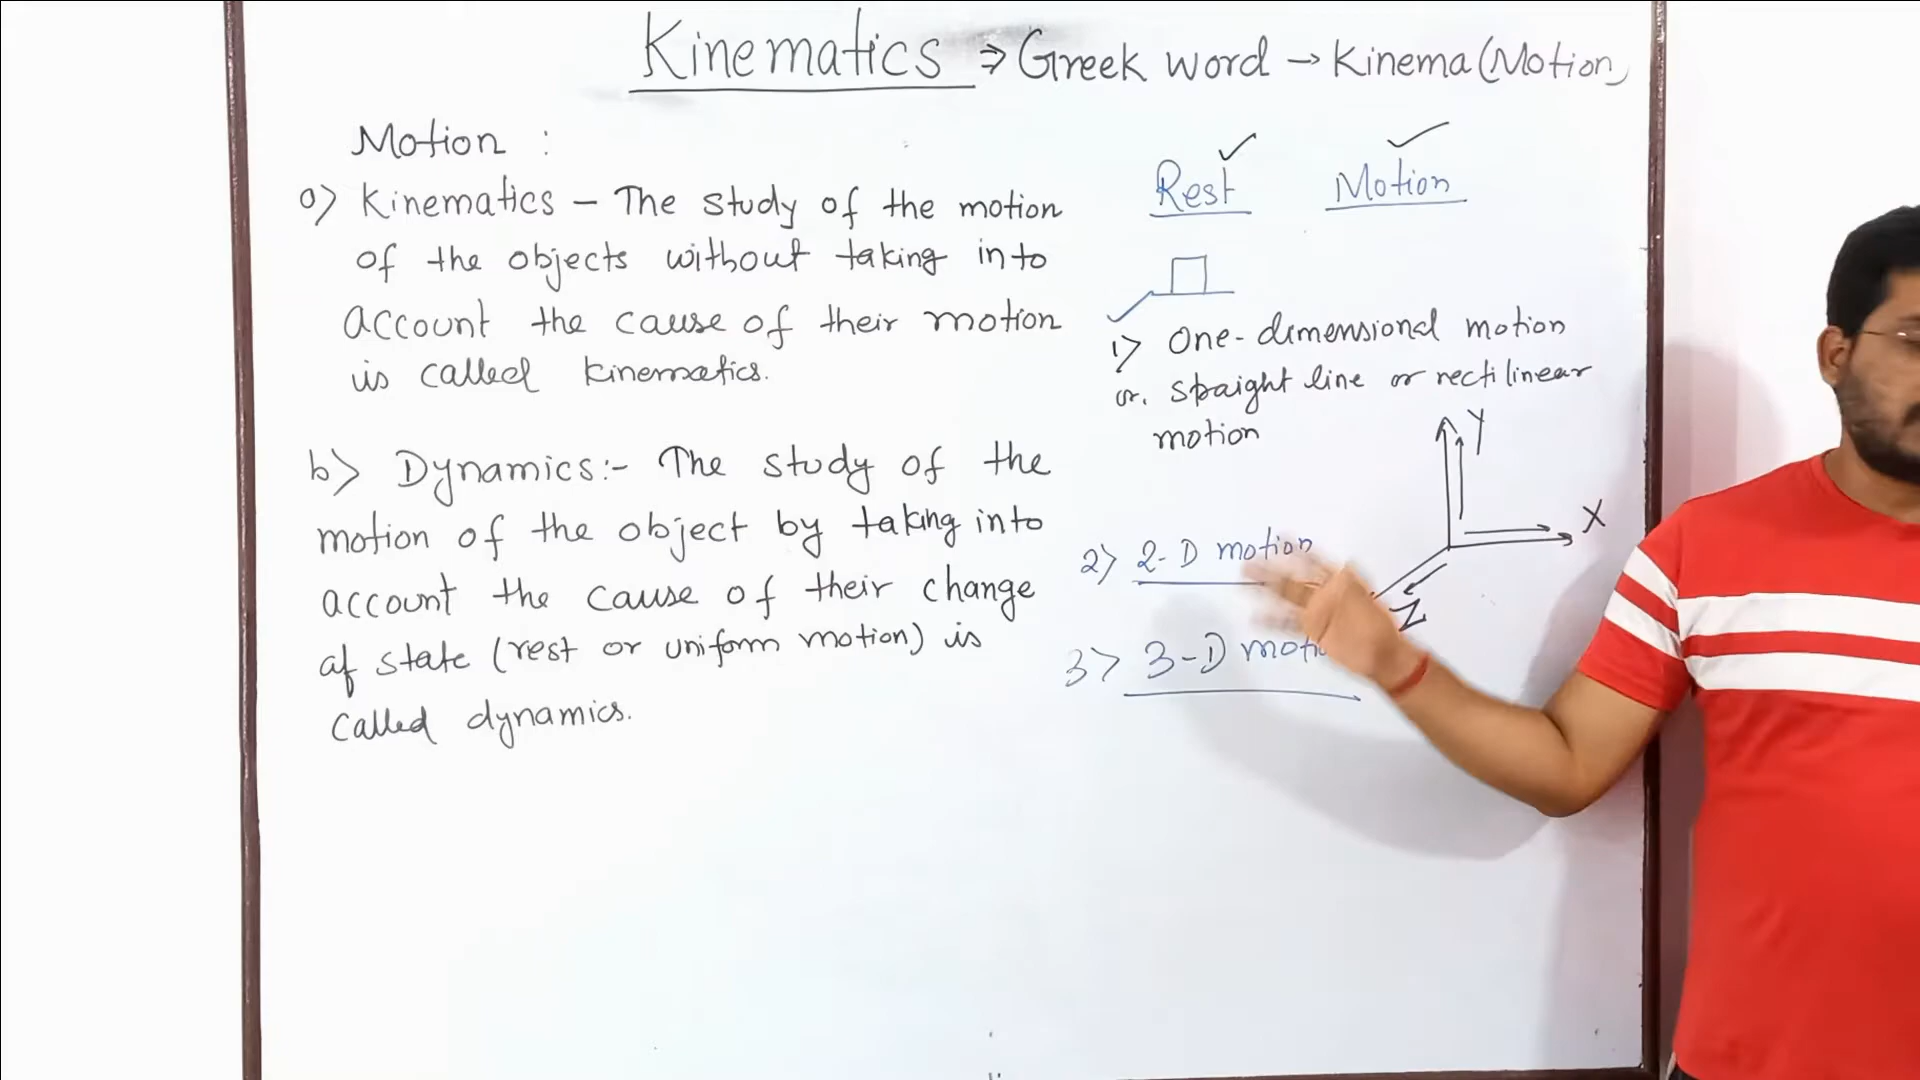 Kinematics ⇒ Greek word → Kinema (Motion)
Motion :
a) Kinematics – The study of the motion
of the objects without taking into
account the cause of their motion
is called kinematics.
b) Dynamics:- The study of the
motion of the object by taking into
account the cause of their change
of state (rest or uniform motion) is
called dynamics.
Rest Motion
1) One-dimensional motion
or. straight line or rectilinear
motion
Y
X
Z
2) 2-D motion
3) 3-D